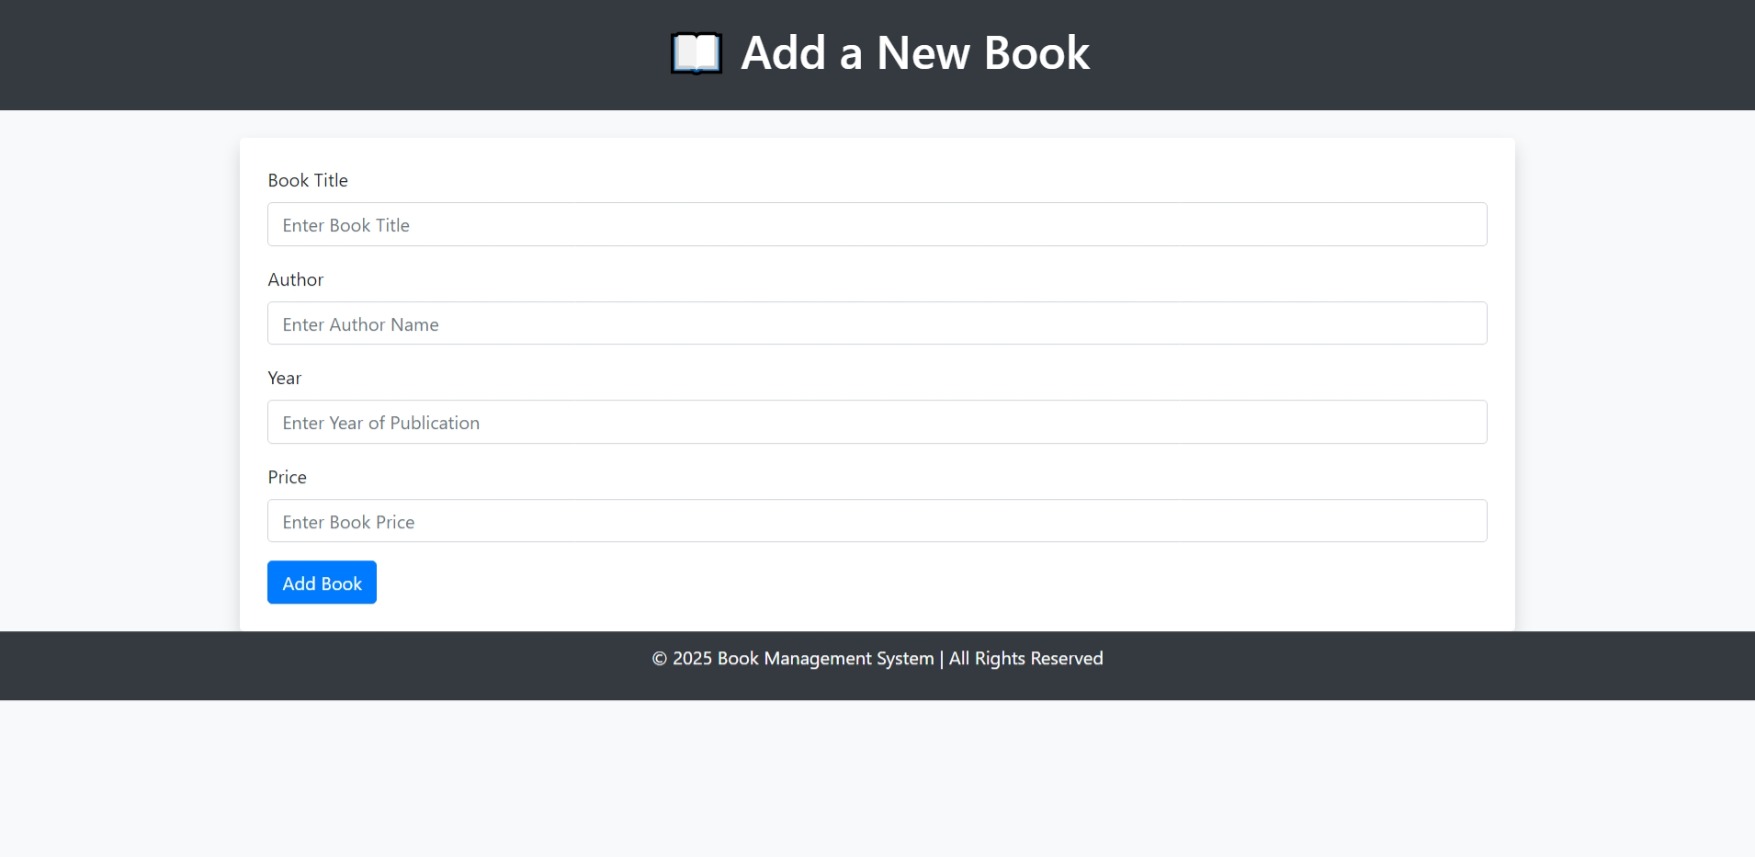 📖 Add a New Book
Book Title
Enter Book Title
Author
Enter Author Name
Year
Enter Year of Publication
Price
Enter Book Price
Add Book
© 2025 Book Management System | All Rights Reserved